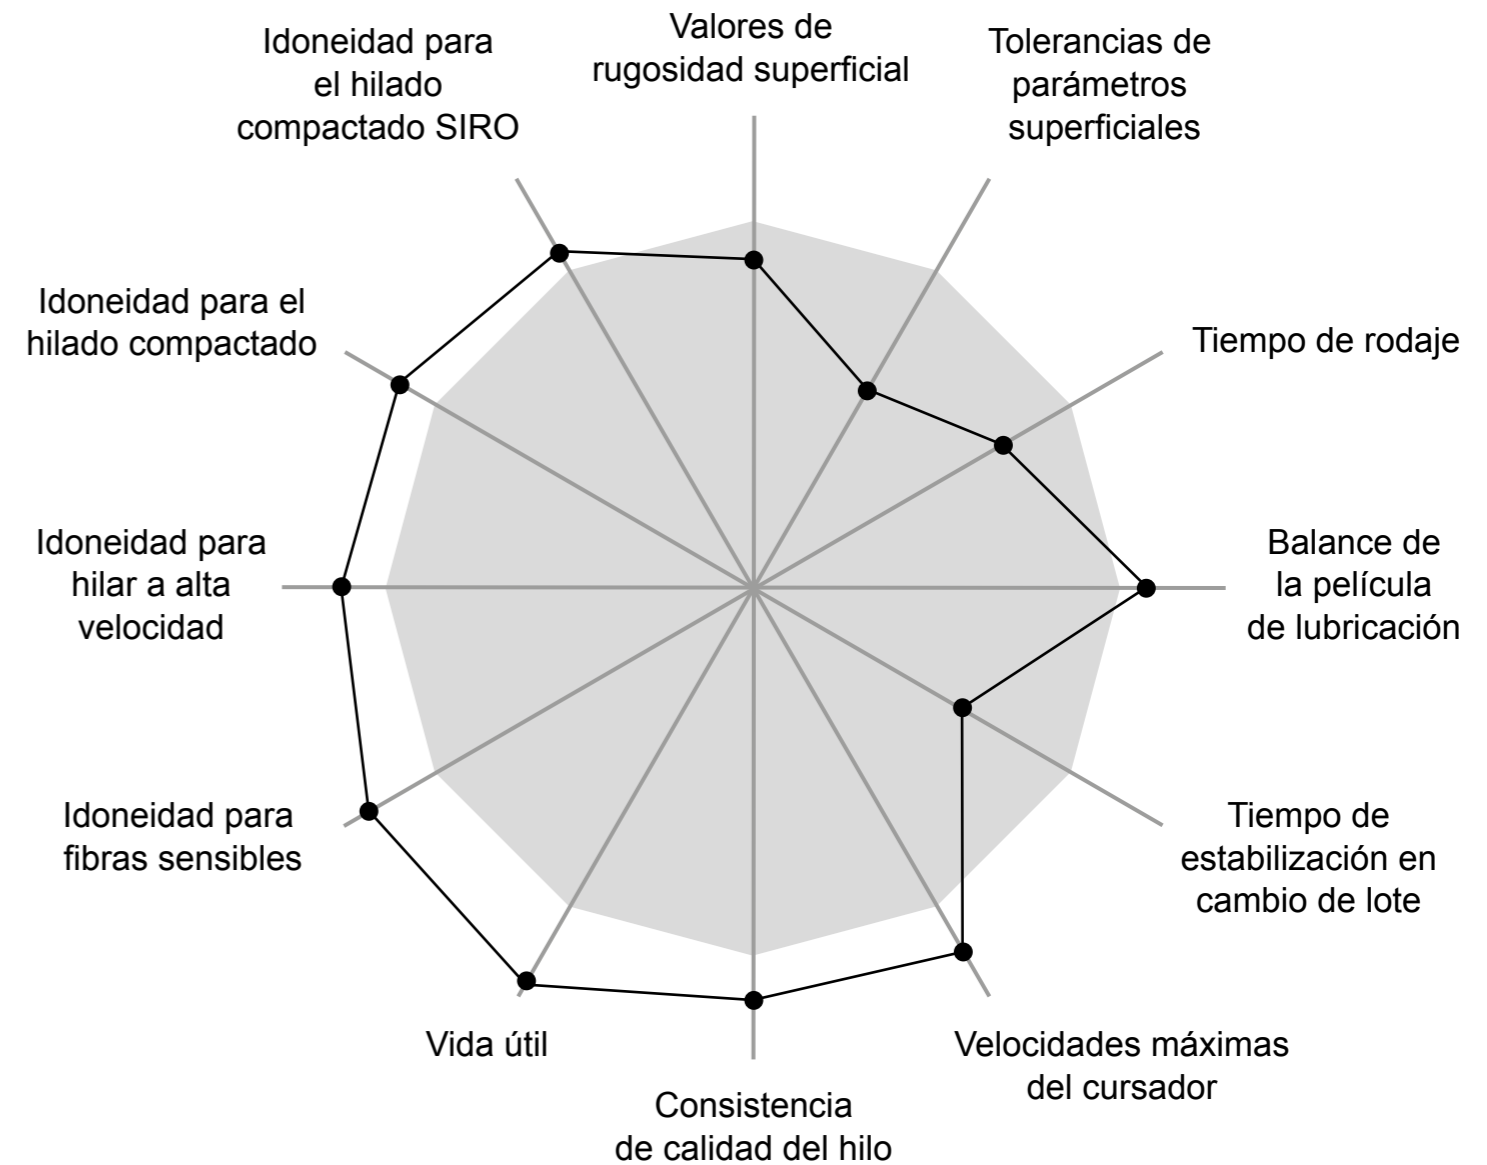 Valores de
rugosidad superficial
Tolerancias de
parámetros
superficiales
Tiempo de rodaje
Balance de
la película
de lubricación
Tiempo de
estabilización en
cambio de lote
Velocidades máximas
del cursador
Consistencia
de calidad del hilo
Vida útil
Idoneidad para
fibras sensibles
Idoneidad para
hilar a alta
velocidad
Idoneidad para el
hilado compactado
Idoneidad para
el hilado
compactado SIRO